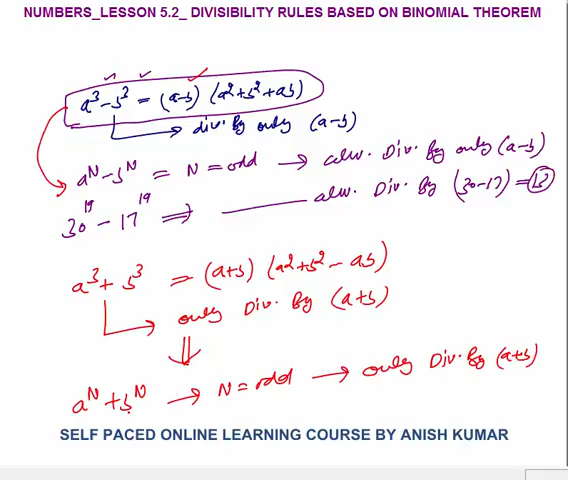 NUMBERS_LESSON 5.2_ DIVISIBILITY RULES BASED ON BINOMIAL THEOREM
a³ - b³ = (a-b) (a² + b² + ab)
div. by only (a-b)
a^N - b^N = N = odd → alw. Div. By only (a-b)
30^19 - 17^19 ⇒ ——— alw. Div. By (30-17) = 13
a³ + b³ = (a+b) (a² + b² - ab)
→ only Div. By (a+b)
⇓
a^N + b^N → N = odd → only Div. By (a+b)
SELF PACED ONLINE LEARNING COURSE BY ANISH KUMAR